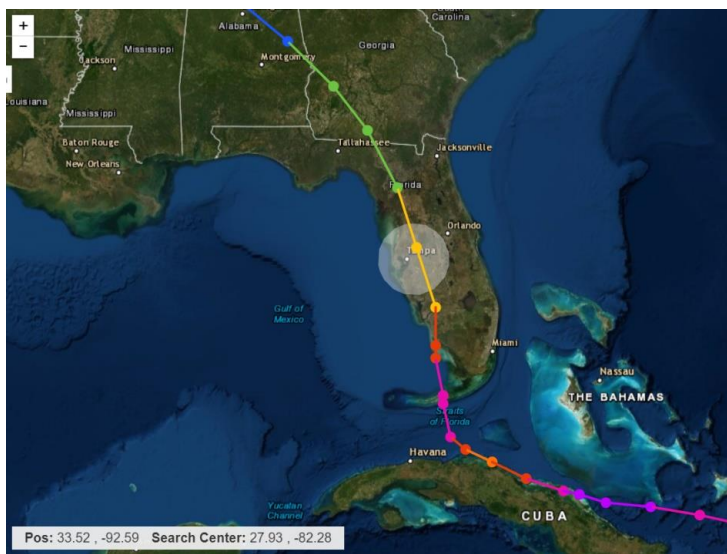 South
Carolina
+
−
Alabama
Mississippi
Georgia
Montgomery
Jackson
Louisiana
Mississippi
Baton Rouge
Tallahassee
Jacksonville
New Orleans
Florida
Orlando
Tampa
Gulf of
Mexico
Miami
Nassau
THE BAHAMAS
Straits
of Florida
Havana
Yucatan
Channel
CUBA
Pos: 33.52 , -92.59 Search Center: 27.93 , -82.28